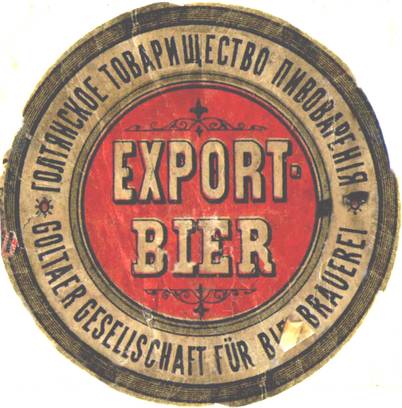 ГОЛТЯНСКОЕ ТОВАРИЩЕСТВО ПИВОВАРЕНІЯ
EXPORT-
BIER
GOLTAER GESELLSCHAFT FÜR BRAUEREI